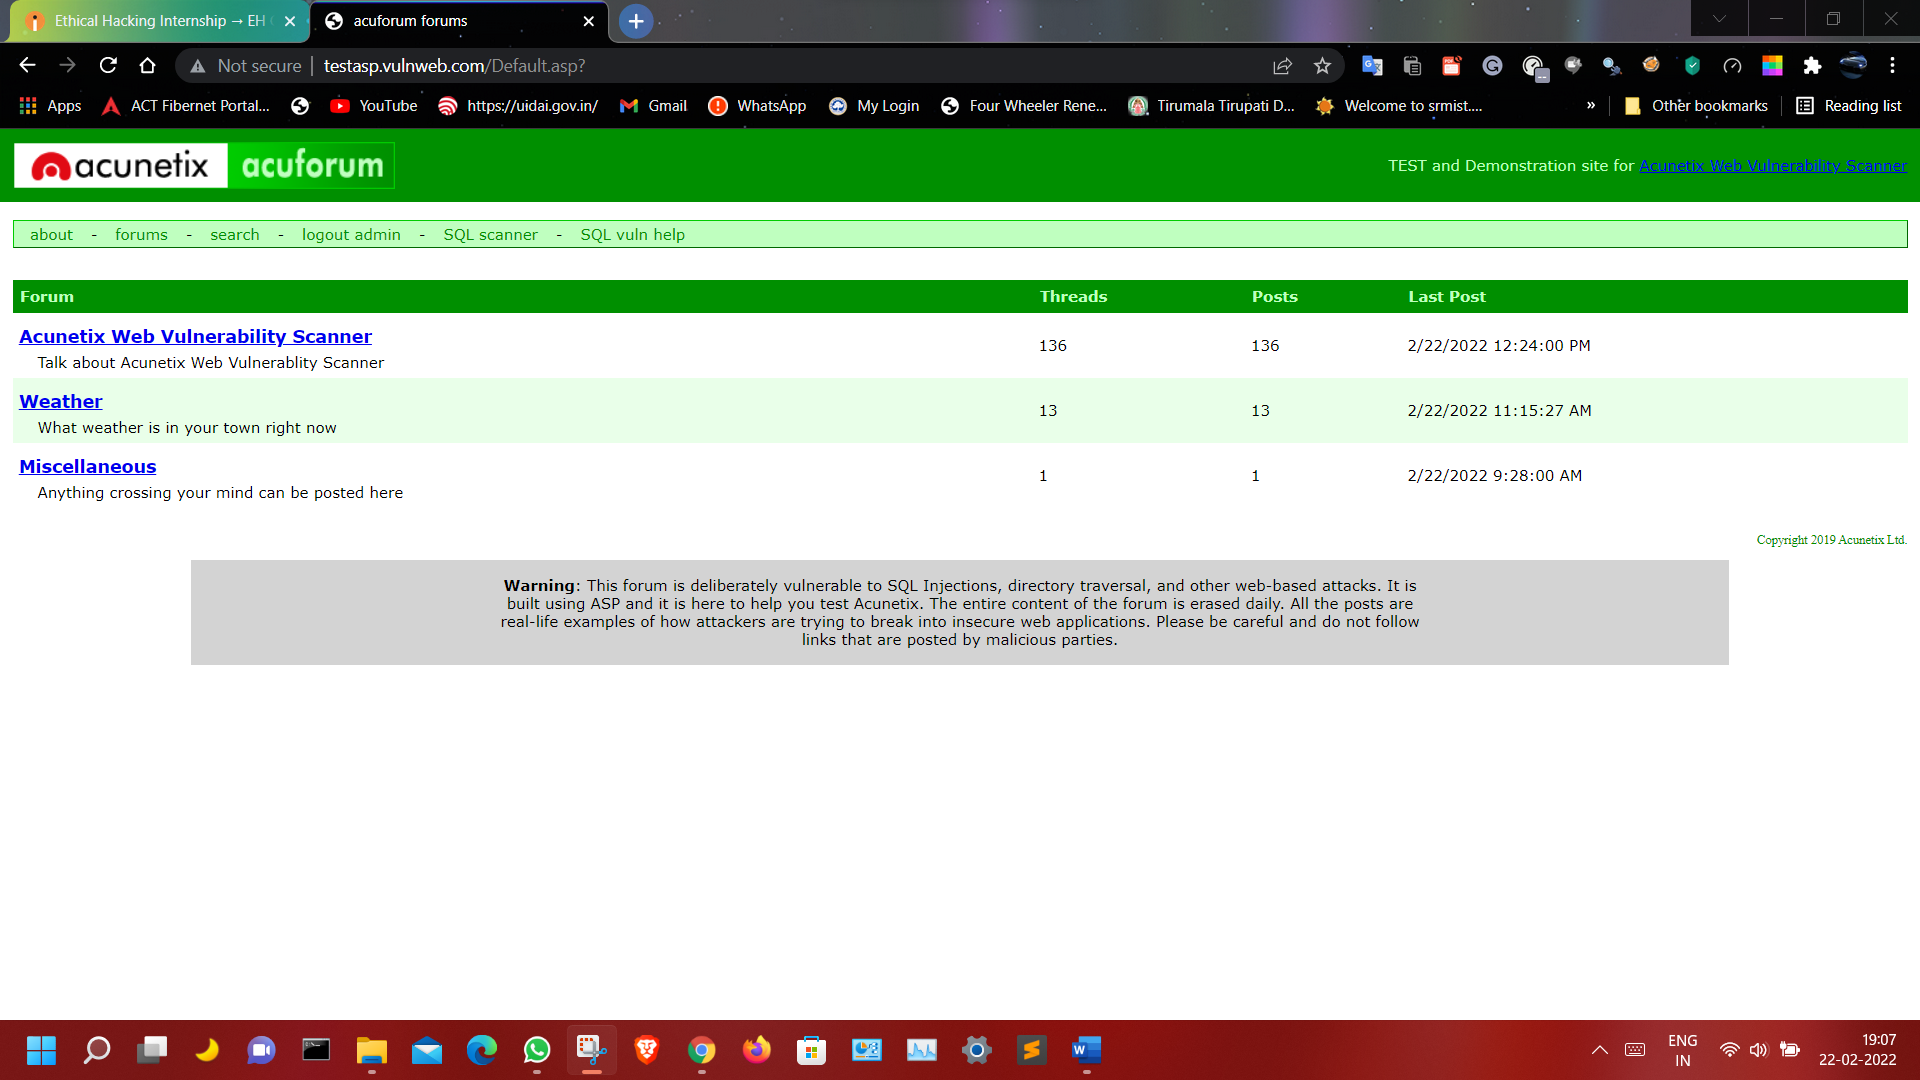 Ethical Hacking Internship → EH
acuforum forums
Not secure | testasp.vulnweb.com/Default.asp?
Apps ACT Fibernet Portal... YouTube https://uidai.gov.in/ Gmail WhatsApp My Login Four Wheeler Rene... Tirumala Tirupati D... Welcome to srmist.... » Other bookmarks Reading list
acunetix acuforum
TEST and Demonstration site for Acunetix Web Vulnerability Scanner
about - forums - search - logout admin - SQL scanner - SQL vuln help
Forum Threads Posts Last Post
Acunetix Web Vulnerability Scanner
Talk about Acunetix Web Vulnerablity Scanner
136 136 2/22/2022 12:24:00 PM
Weather
What weather is in your town right now
13 13 2/22/2022 11:15:27 AM
Miscellaneous
Anything crossing your mind can be posted here
1 1 2/22/2022 9:28:00 AM
Copyright 2019 Acunetix Ltd.
Warning: This forum is deliberately vulnerable to SQL Injections, directory traversal, and other web-based attacks. It is
built using ASP and it is here to help you test Acunetix. The entire content of the forum is erased daily. All the posts are
real-life examples of how attackers are trying to break into insecure web applications. Please be careful and do not follow
links that are posted by malicious parties.
ENG
IN
19:07
22-02-2022